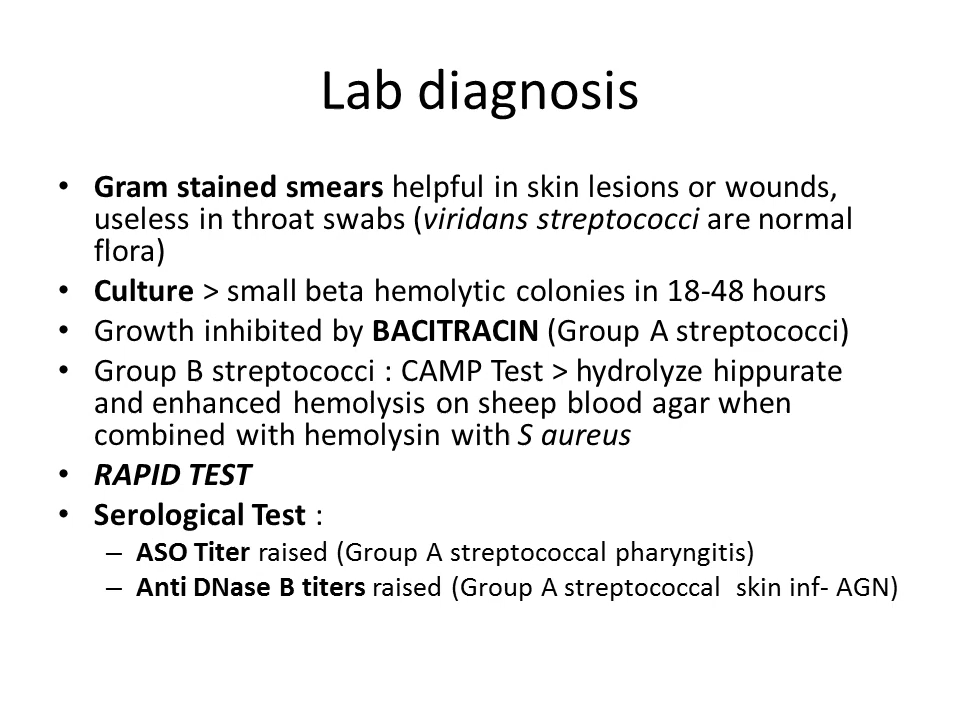 Lab diagnosis
• Gram stained smears helpful in skin lesions or wounds,
useless in throat swabs (viridans streptococci are normal
flora)
• Culture > small beta hemolytic colonies in 18-48 hours
• Growth inhibited by BACITRACIN (Group A streptococci)
• Group B streptococci : CAMP Test > hydrolyze hippurate
and enhanced hemolysis on sheep blood agar when
combined with hemolysin with S aureus
• RAPID TEST
• Serological Test :
– ASO Titer raised (Group A streptococcal pharyngitis)
– Anti DNase B titers raised (Group A streptococcal skin inf- AGN)